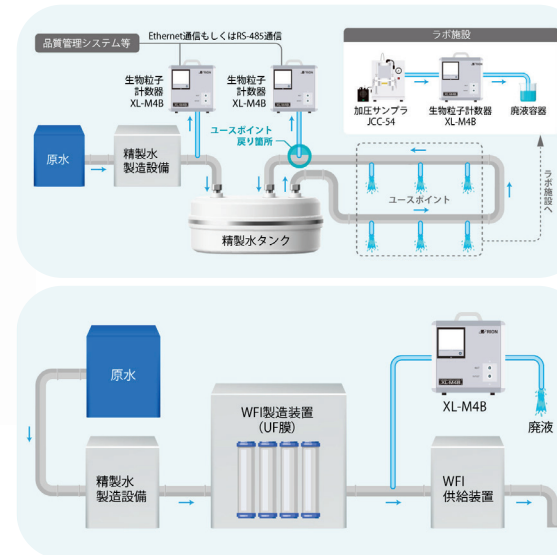 品質管理システム等
Ethernet通信もしくはRS-485通信
生物粒子
計数器
XL-M4B
生物粒子
計数器
XL-M4B
RION
RION
ユースポイント
戻り箇所
原水
精製水
製造設備
精製水タンク
ユースポイント
ラボ施設
加圧サンプラ
JCC-54
生物粒子計数器
XL-M4B
廃液容器
ラボ施設へ
原水
精製水
製造設備
WFI製造装置
(UF膜)
RION
XL-M4B
XL-M4B
廃液
WFI
供給装置